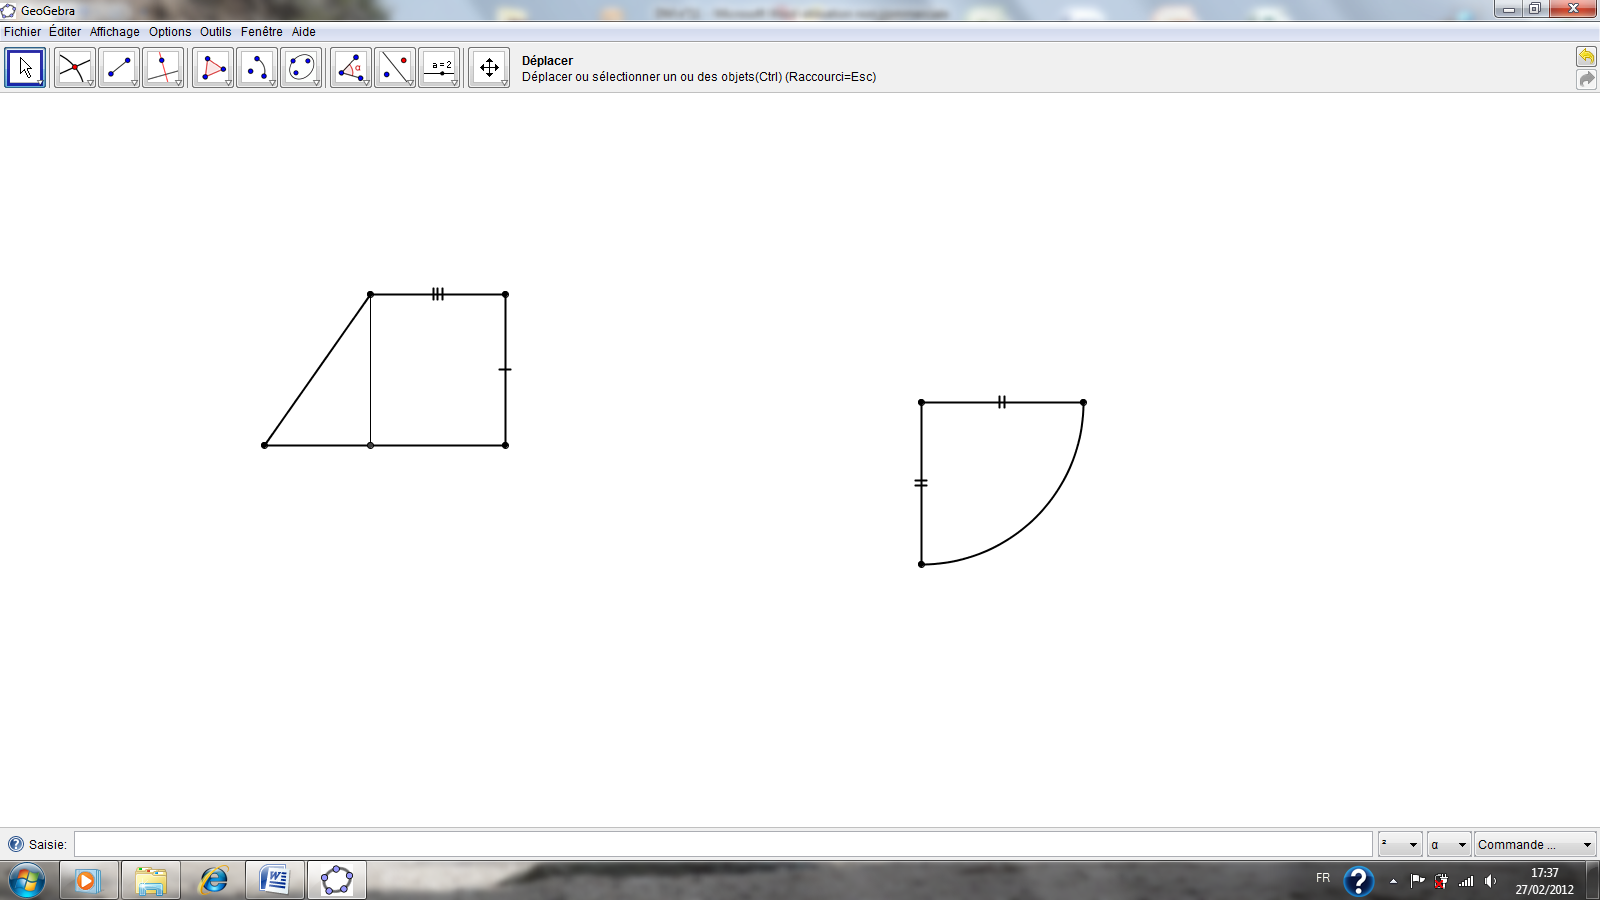 GeoGebra
Fichier Éditer Affichage Options Outils Fenêtre Aide
Déplacer
Déplacer ou sélectionner un ou des objets(Ctrl) (Raccourci=Esc)
α
a = 2
Saisie:
² α Commande ...
FR
17:37
27/02/2012